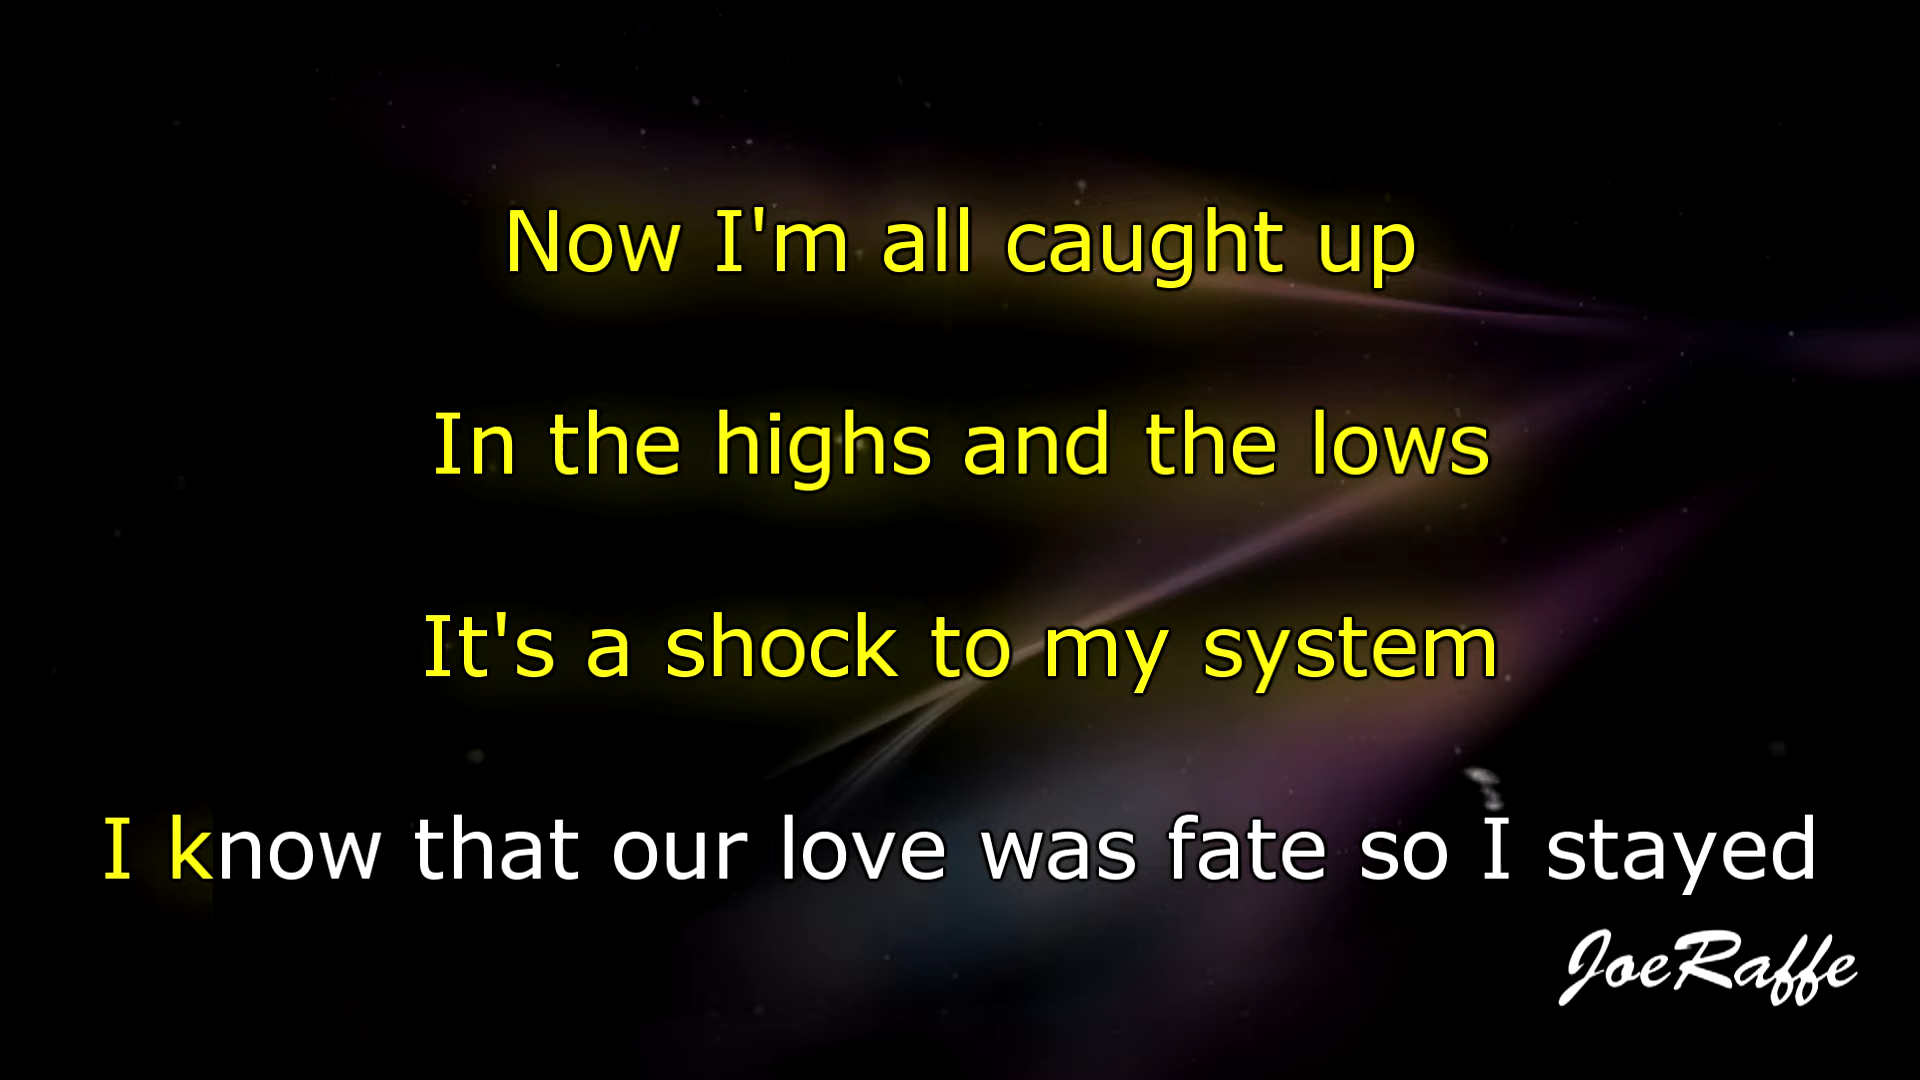 Now I'm all caught up
In the highs and the lows
It's a shock to my system
I know that our love was fate so I stayed
JoeRaffe